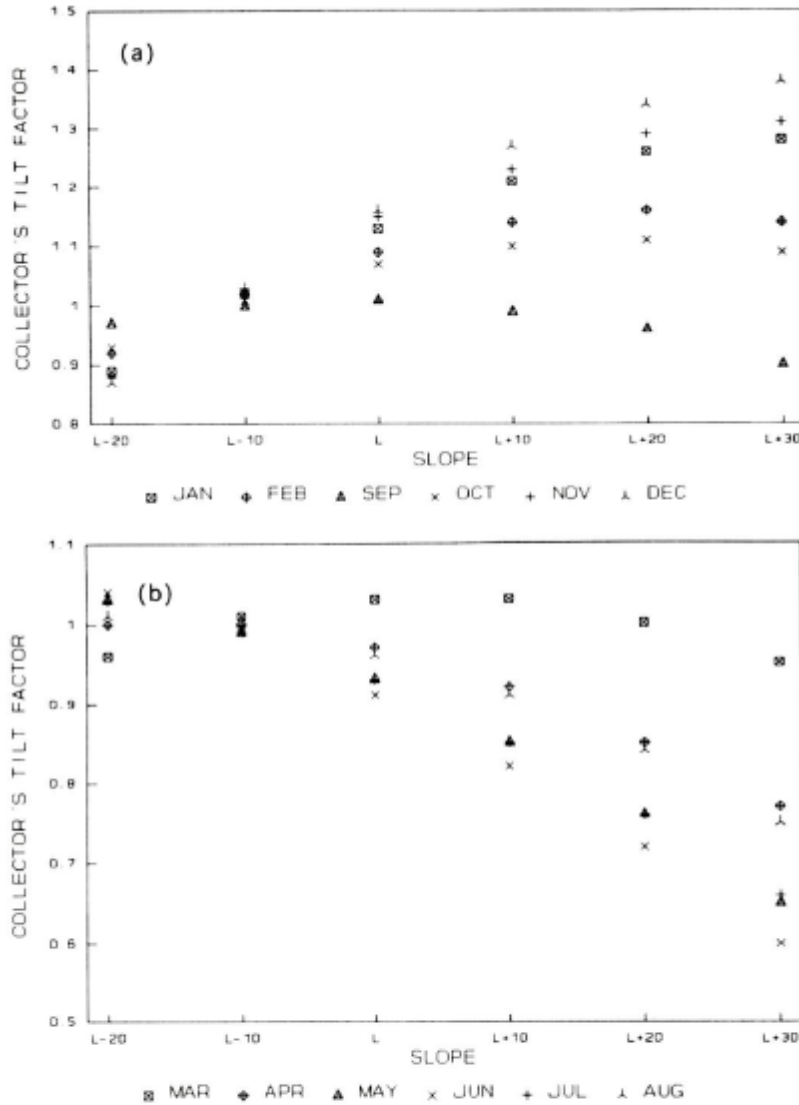 (a)
COLLECTOR'S TILT FACTOR
1.5
1.4
1.3
1.2
1.1
1
0.9
0.8
L-20 L-10 L L+10 L+20 L+30
SLOPE
JAN FEB SEP OCT NOV DEC
(b)
COLLECTOR'S TILT FACTOR
1.1
1
0.9
0.8
0.7
0.6
0.5
L-20 L-10 L L+10 L+20 L+30
SLOPE
MAR APR MAY JUN JUL AUG